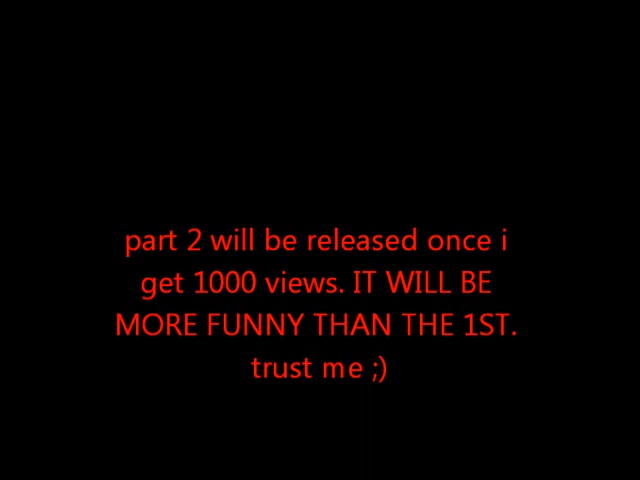 part 2 will be released once i
get 1000 views. IT WILL BE
MORE FUNNY THAN THE 1ST.
trust me ;)